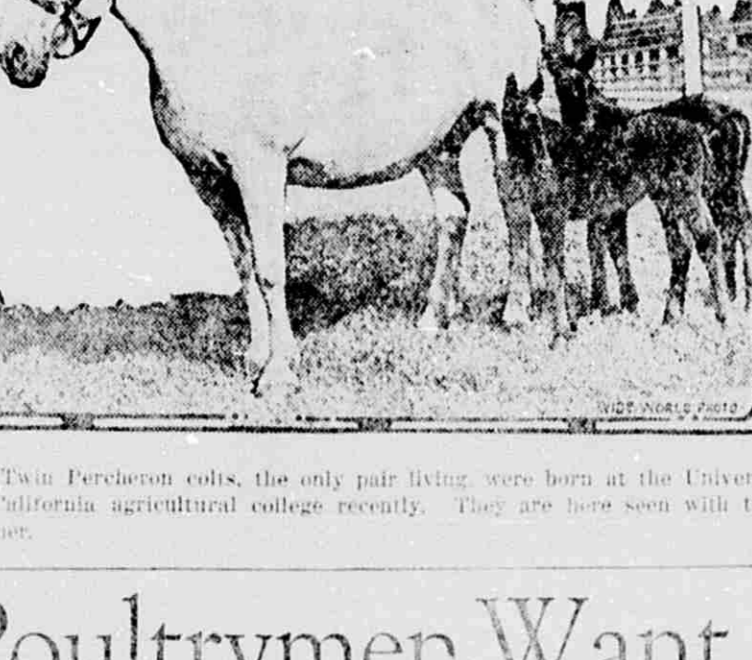 WIDE WORLD PHOTO
Twin Percheron colts, the only pair living, were born at the Univer
California agricultural college recently. They are here seen with t
her.
Poultrymen Want